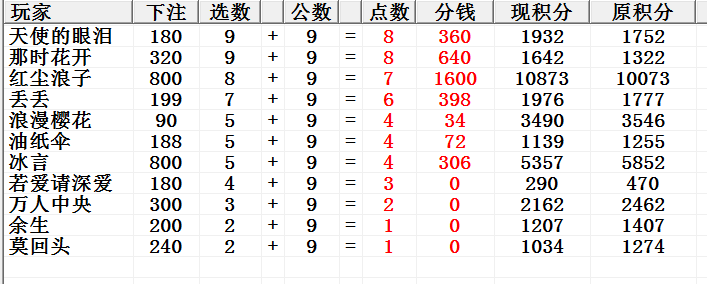 玩家 下注 选数 公数 点数 分钱 现积分 原积分
天使的眼泪 180 9 + 9 = 8 360 1932 1752
那时花开 320 9 + 9 = 8 640 1642 1322
红尘浪子 800 8 + 9 = 7 1600 10873 10073
丢丢 199 7 + 9 = 6 398 1976 1777
浪漫樱花 90 5 + 9 = 4 34 3490 3546
油纸伞 188 5 + 9 = 4 72 1139 1255
冰言 800 5 + 9 = 4 306 5357 5852
若爱请深爱 180 4 + 9 = 3 0 290 470
万人中央 300 3 + 9 = 2 0 2162 2462
余生 200 2 + 9 = 1 0 1207 1407
莫回头 240 2 + 9 = 1 0 1034 1274